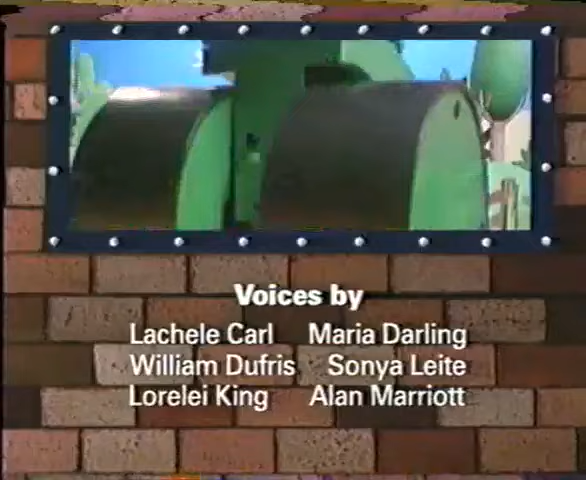 Voices by
Lachele Carl Maria Darling
William Dufris Sonya Leite
Lorelei King Alan Marriott